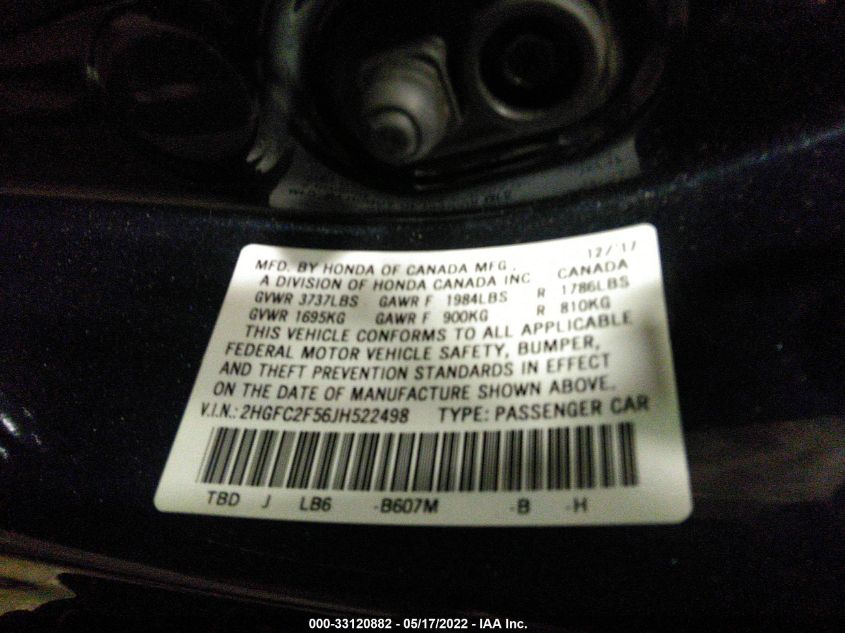 12/17
MFD. BY HONDA OF CANADA MFG.
A DIVISION OF HONDA CANADA INC CANADA
GVWR 3737LBS GAWR F 1984LBS R 1786LBS
GVWR 1695KG GAWR F 900KG R 810KG
THIS VEHICLE CONFORMS TO ALL APPLICABLE
FEDERAL MOTOR VEHICLE SAFETY, BUMPER,
AND THEFT PREVENTION STANDARDS IN EFFECT
ON THE DATE OF MANUFACTURE SHOWN ABOVE.
V.I.N.: 2HGFC2F56JH522498 TYPE: PASSENGER CAR
TBD J LB6 -B607M -B -H
000-33120882 - 05/17/2022 - IAA Inc.